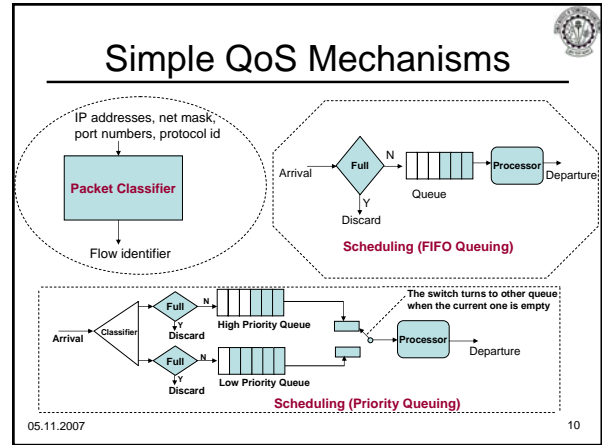 Simple QoS Mechanisms
IP addresses, net mask,
port numbers, protocol id
Packet Classifier
Flow identifier
Arrival
Full
N
Y
Discard
Queue
Processor
Departure
Scheduling (FIFO Queuing)
Arrival
Classifier
Full
N
Y
Discard
High Priority Queue
Full
N
Y
Discard
Low Priority Queue
The switch turns to other queue
when the current one is empty
Processor
Departure
Scheduling (Priority Queuing)
05.11.2007
10